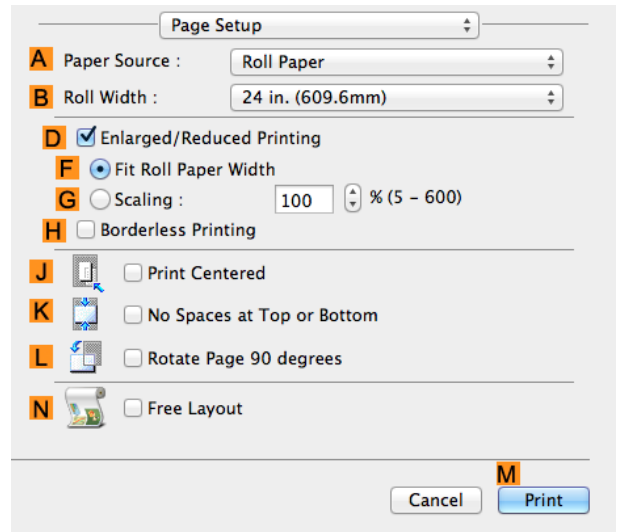 Page Setup
A Paper Source : Roll Paper
B Roll Width : 24 in. (609.6mm)
D Enlarged/Reduced Printing
F Fit Roll Paper Width
G Scaling : 100 % (5 - 600)
H Borderless Printing
J Print Centered
K No Spaces at Top or Bottom
L Rotate Page 90 degrees
N Free Layout
M
Cancel Print